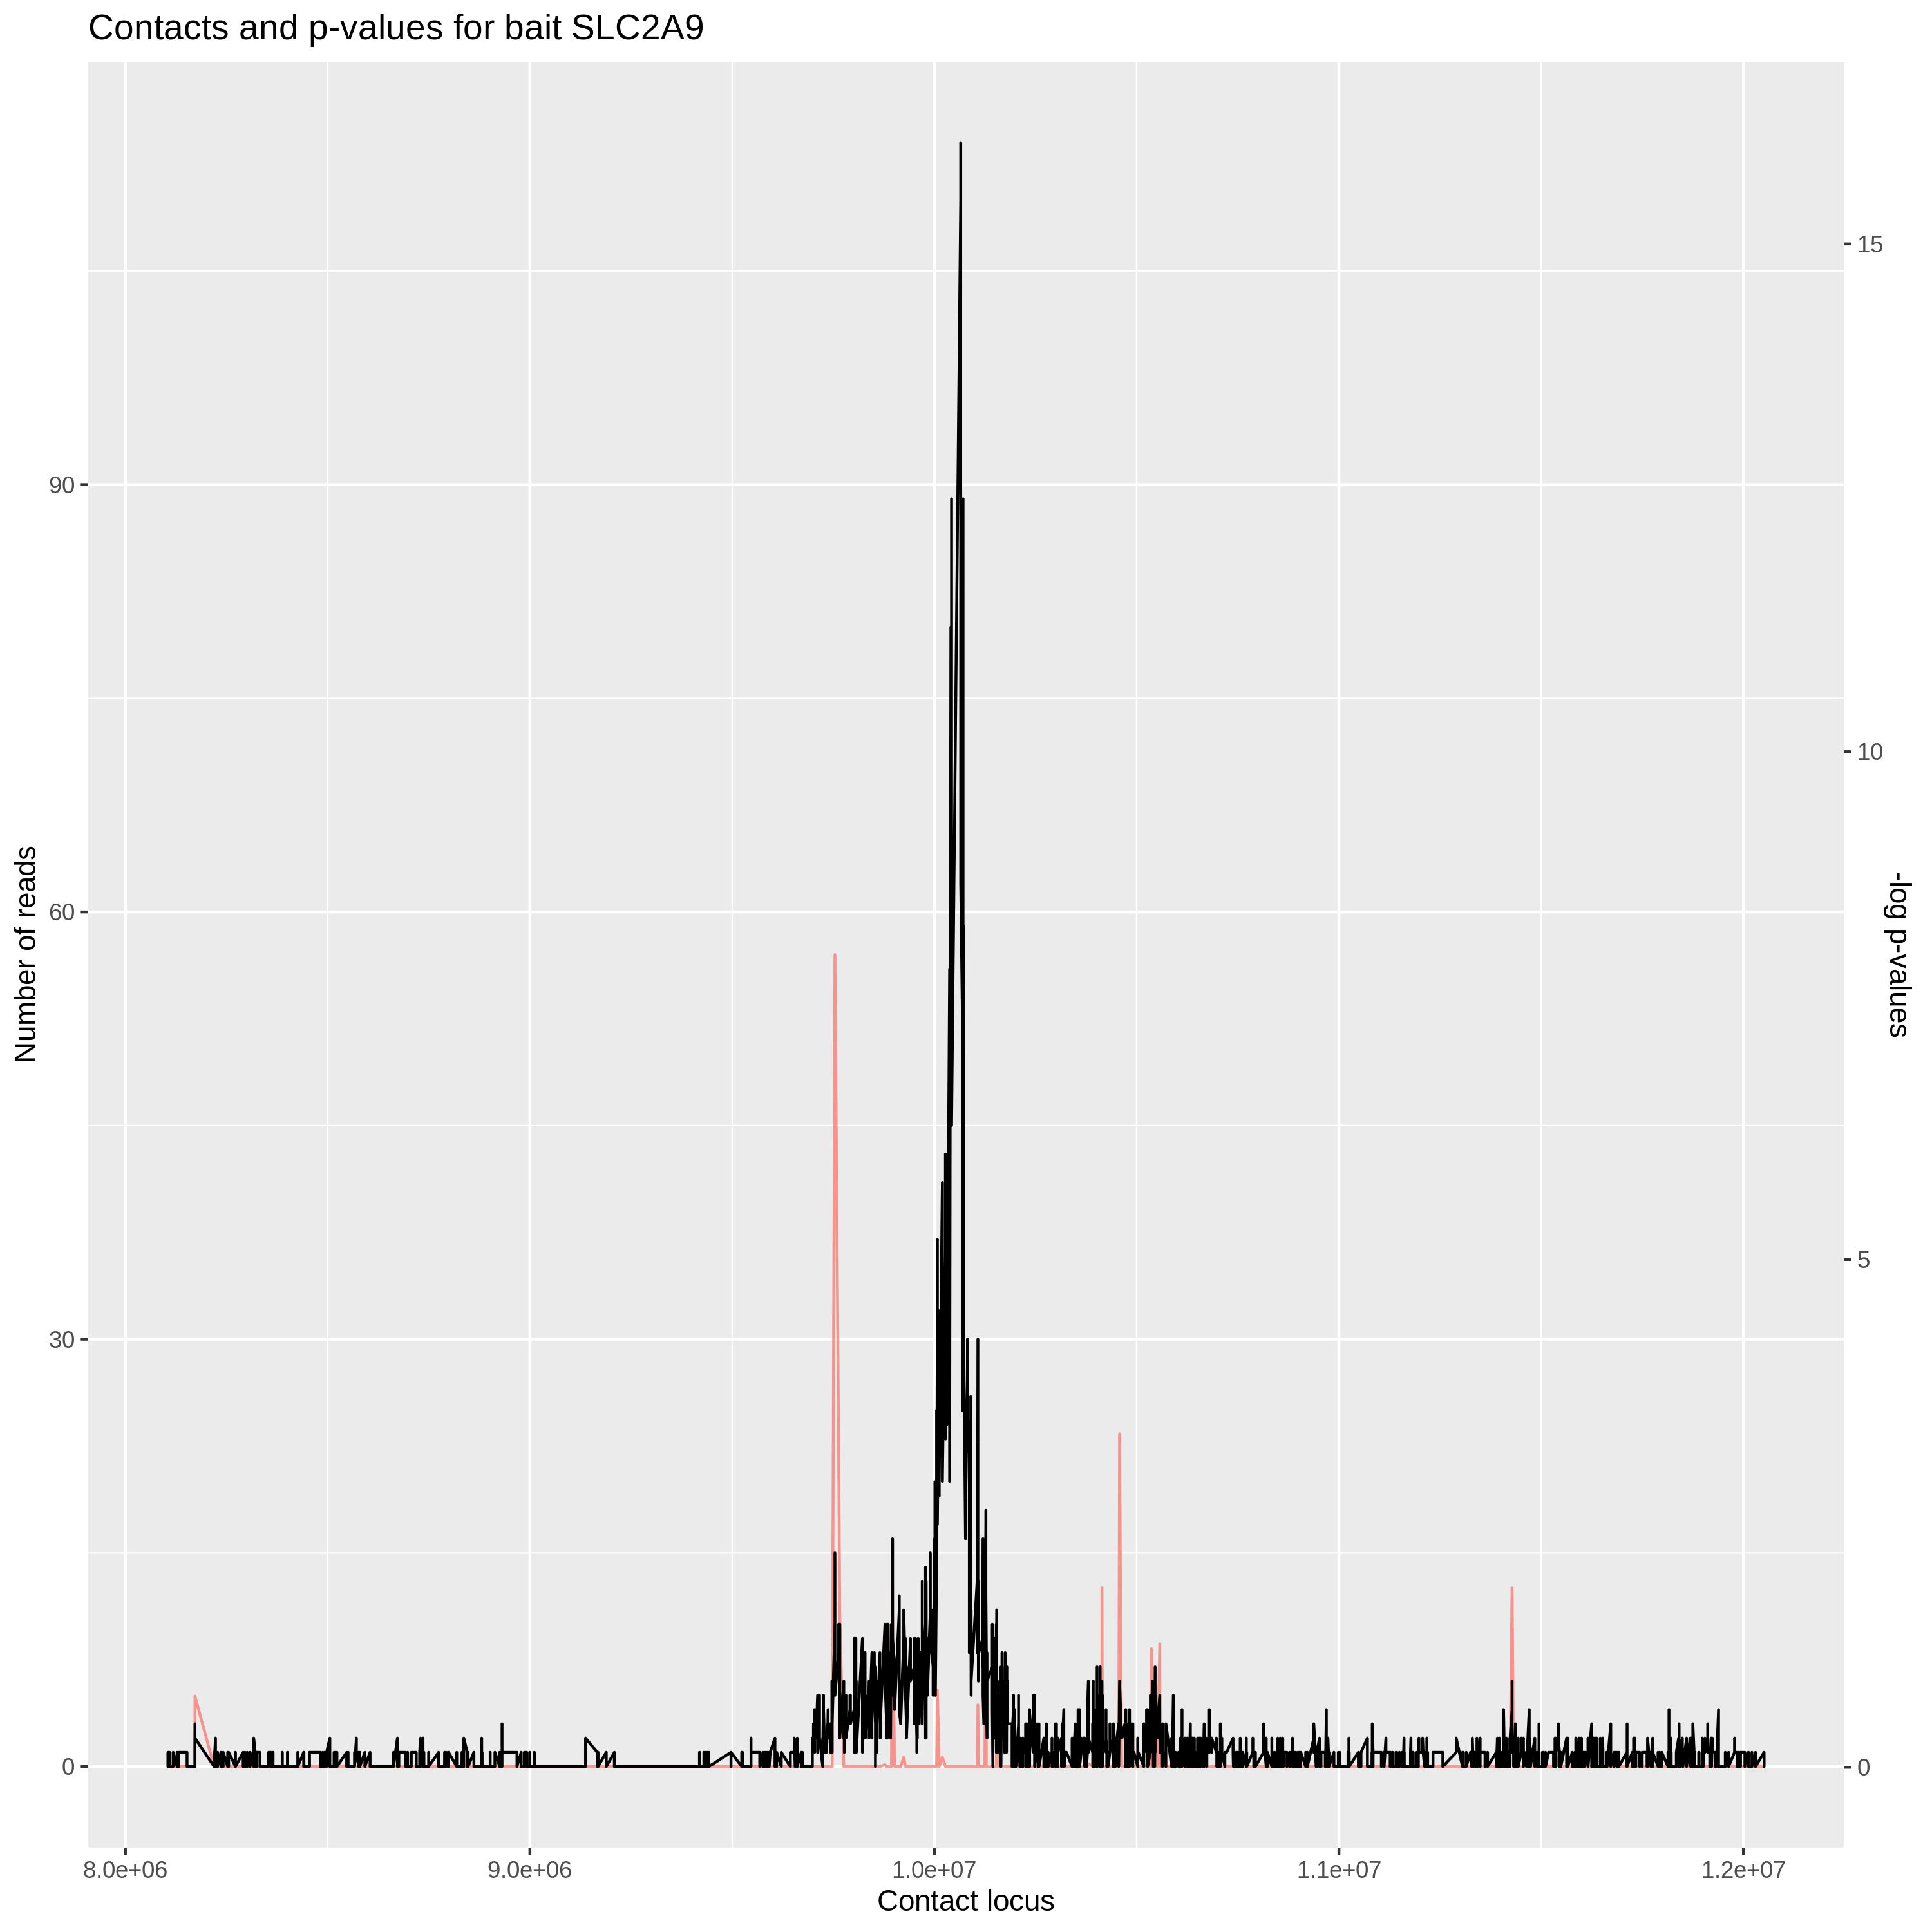 Contacts and p-values for bait SLC2A9
90
60
30
0
Number of reads
15
10
5
0
-log p-values
8.0e+06 9.0e+06 1.0e+07 1.1e+07 1.2e+07
Contact locus